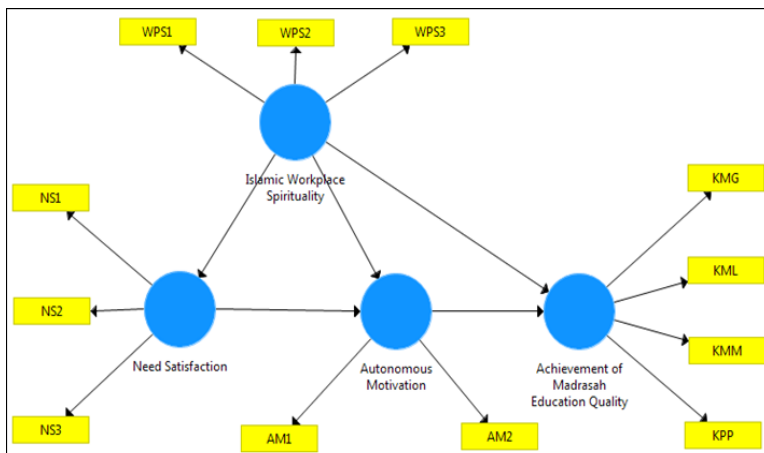 WPS1
WPS2
WPS3
Islamic Workplace
Spirituality
KMG
NS1
KML
NS2
KMM
Need Satisfaction
Autonomous
Motivation
Achievement of
Madrasah
Education Quality
NS3
AM1
AM2
KPP